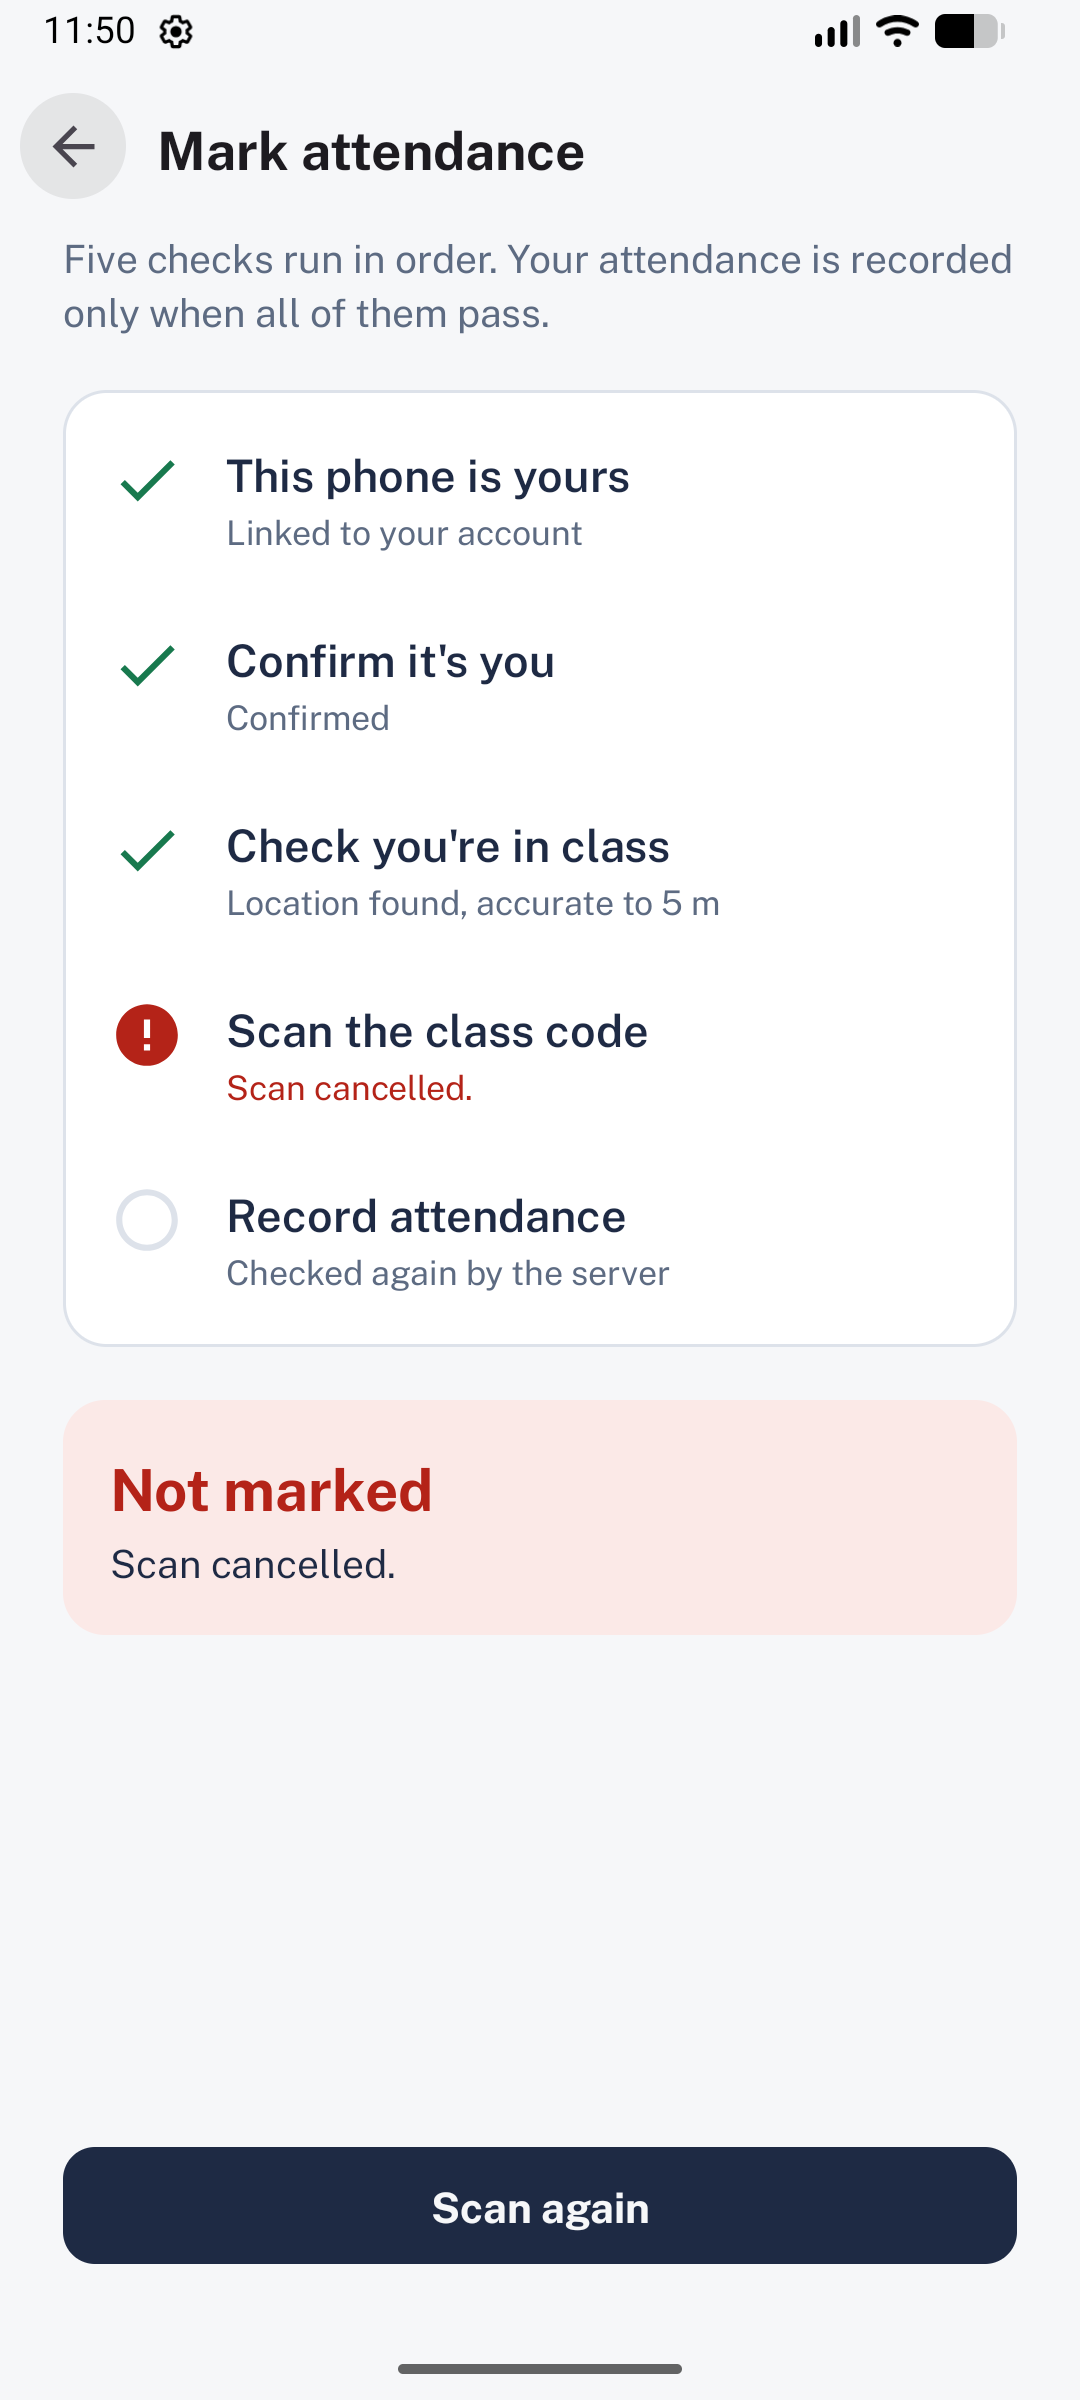 11:50
Mark attendance
Five checks run in order. Your attendance is recorded
only when all of them pass.
This phone is yours
Linked to your account
Confirm it's you
Confirmed
Check you're in class
Location found, accurate to 5 m
Scan the class code
Scan cancelled.
Record attendance
Checked again by the server
Not marked
Scan cancelled.
Scan again